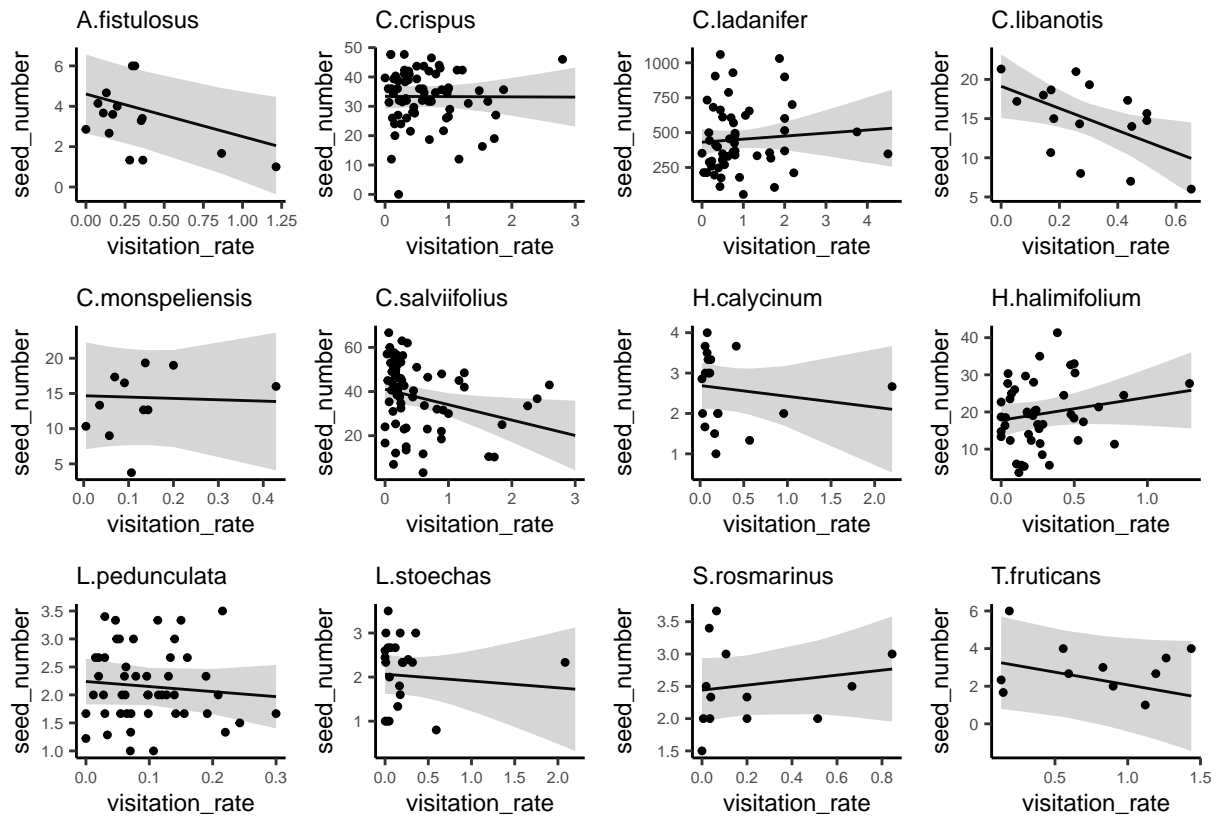 A.fistulosus
C.crispus
C.ladanifer
C.libanotis
seed_number
6
4
2
0
0.00
0.25
0.50
0.75
1.00
1.25
visitation_rate
seed_number
50
40
30
20
10
0
0
1
2
3
visitation_rate
seed_number
1000
750
500
250
0
1
2
3
4
visitation_rate
seed_number
20
15
10
5
0.0
0.2
0.4
0.6
visitation_rate
C.monspeliensis
C.salviifolius
H.calycinum
H.halimifolium
seed_number
20
15
10
5
0.0
0.1
0.2
0.3
0.4
visitation_rate
seed_number
60
40
20
0
1
2
3
visitation_rate
seed_number
4
3
2
1
0.0
0.5
1.0
1.5
2.0
visitation_rate
seed_number
40
30
20
10
0.0
0.5
1.0
visitation_rate
L.pedunculata
L.stoechas
S.rosmarinus
T.fruticans
seed_number
3.5
3.0
2.5
2.0
1.5
1.0
0.0
0.1
0.2
0.3
visitation_rate
seed_number
3
2
1
0.0
0.5
1.0
1.5
2.0
visitation_rate
seed_number
3.5
3.0
2.5
2.0
1.5
0.0
0.2
0.4
0.6
0.8
visitation_rate
seed_number
6
4
2
0
0.5
1.0
1.5
visitation_rate